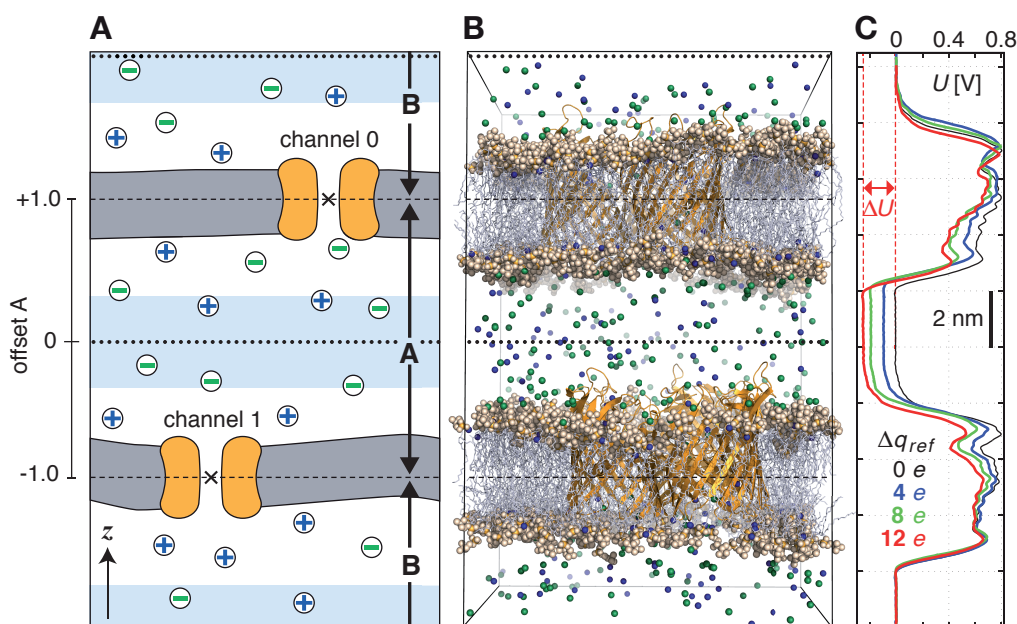 A
B
channel 0
+1.0
offset A
0
A
channel 1
-1.0
z
B
B
C
0 0.4 0.8
U [V]
ΔU
2 nm
Δq_ref
0 e
4 e
8 e
12 e